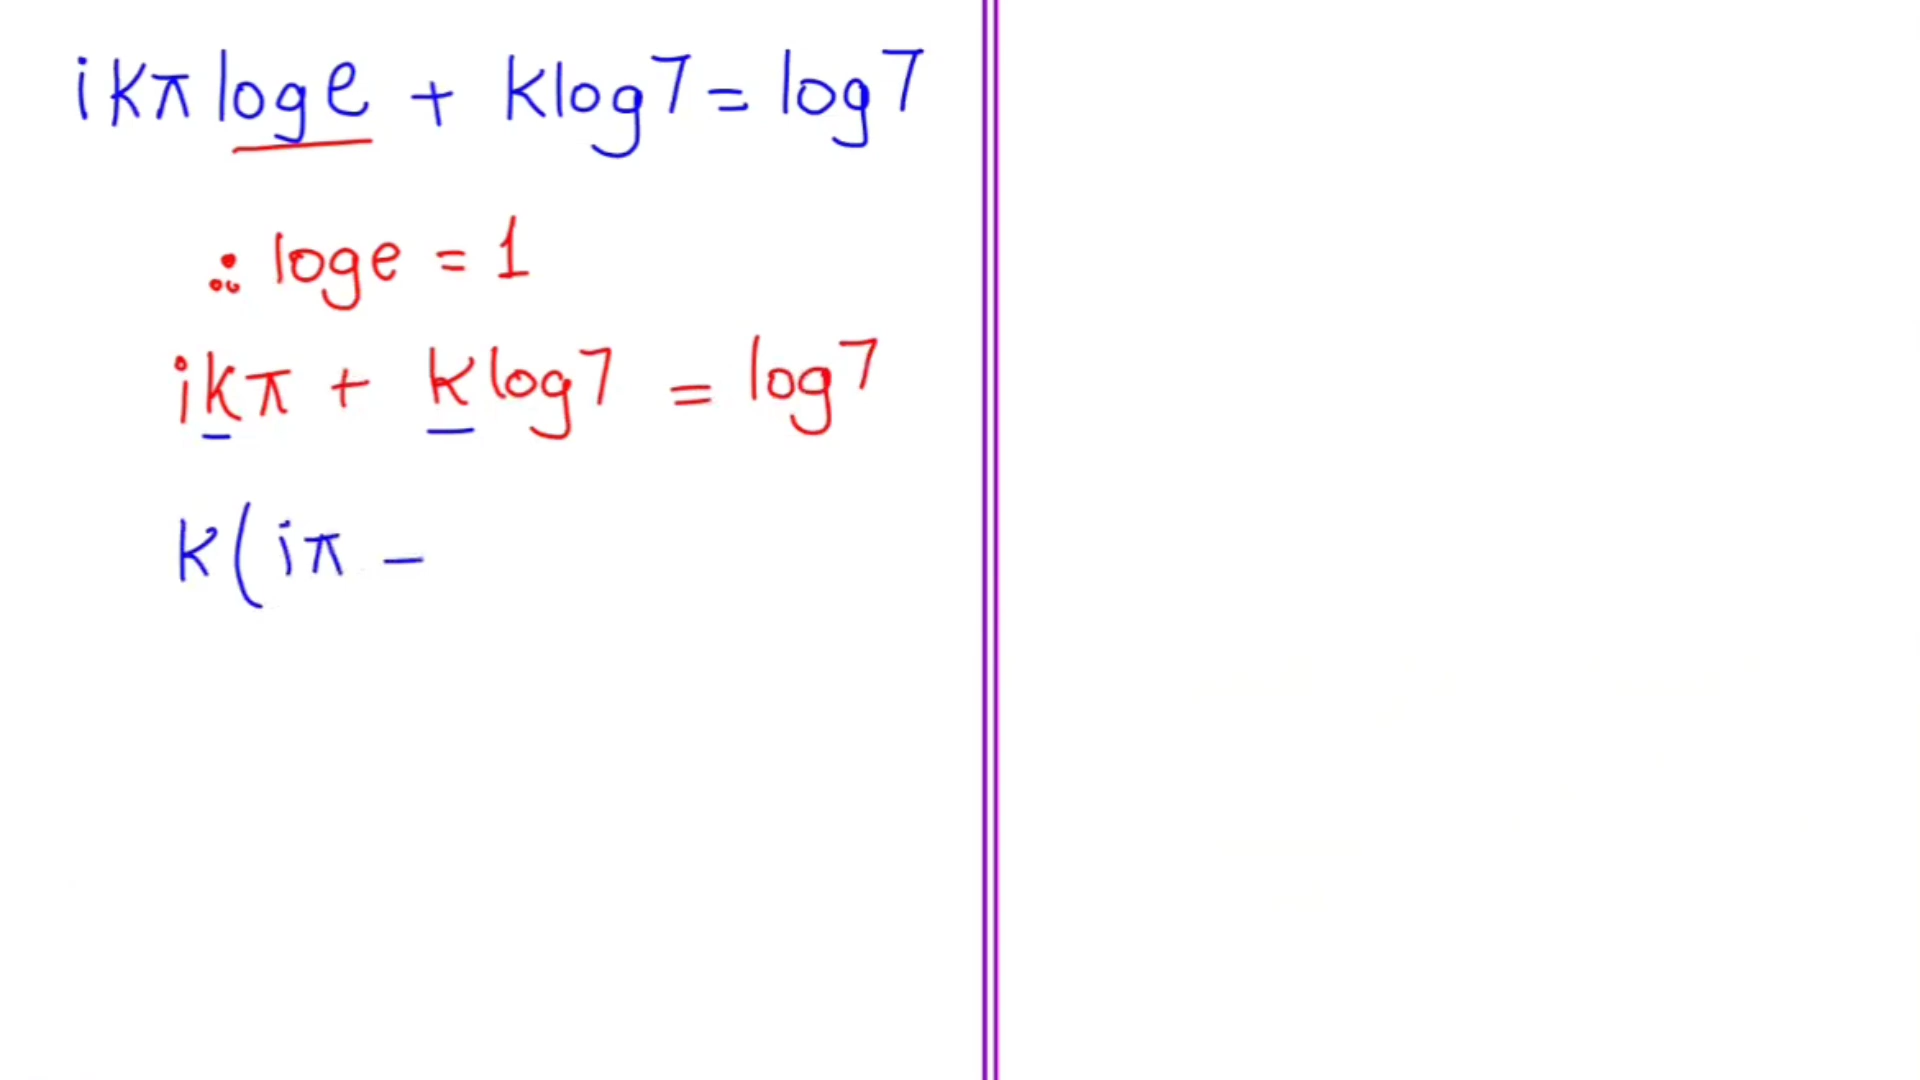 ikπ loge + klog7 = log7
∴ loge = 1
ikπ + klog7 = log7
k(iπ -